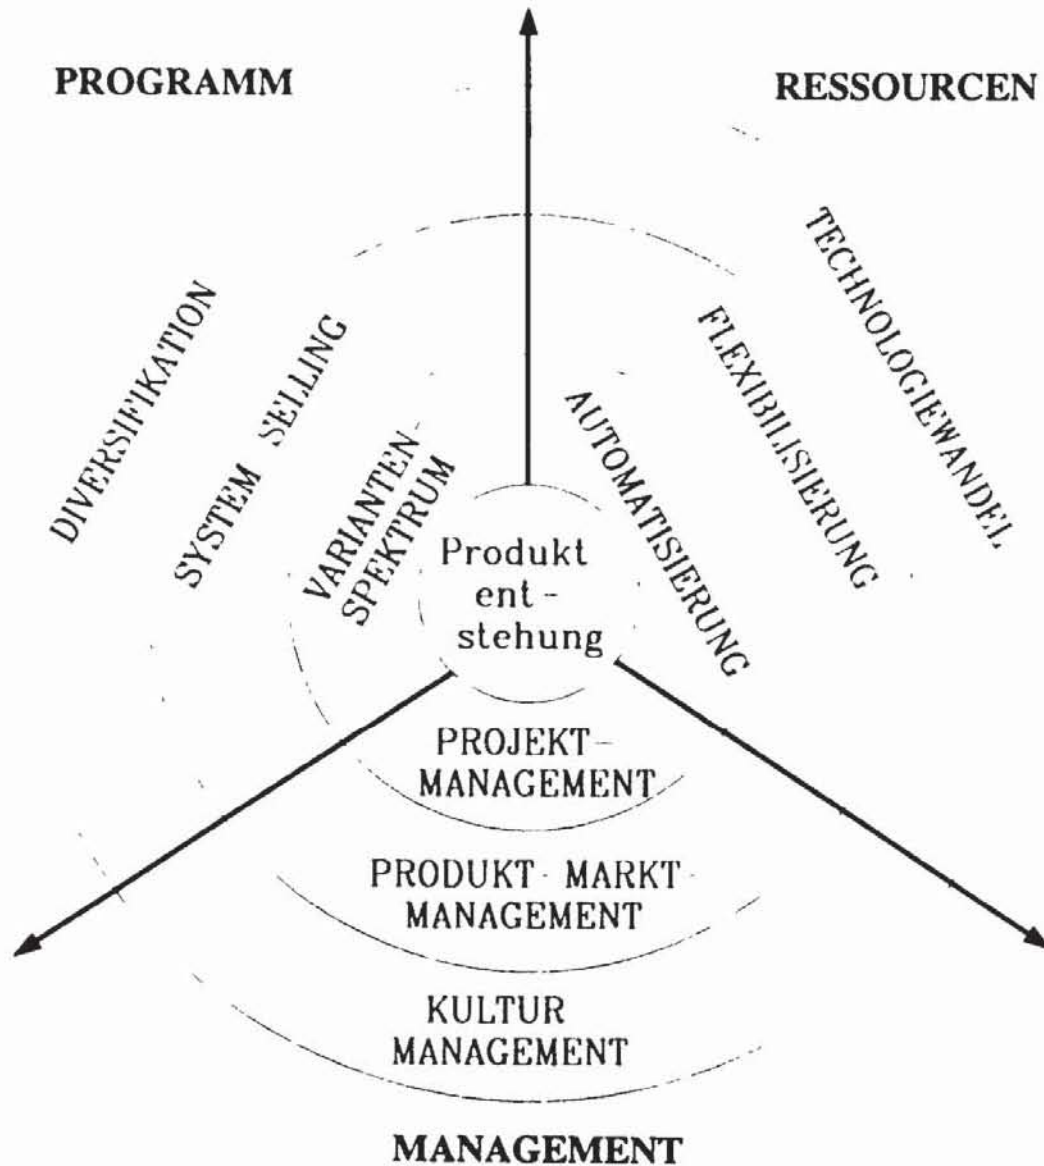 PROGRAMM
RESSOURCEN
DIVERSIFIKATION
SYSTEM SELLING
VARIANTEN-
SPEKTRUM
AUTOMATISIERUNG
FLEXIBILISIERUNG
TECHNOLOGIEWANDEL
Produkt
ent-
stehung
PROJEKT-
MANAGEMENT
PRODUKT-MARKT-
MANAGEMENT
KULTUR
MANAGEMENT
MANAGEMENT